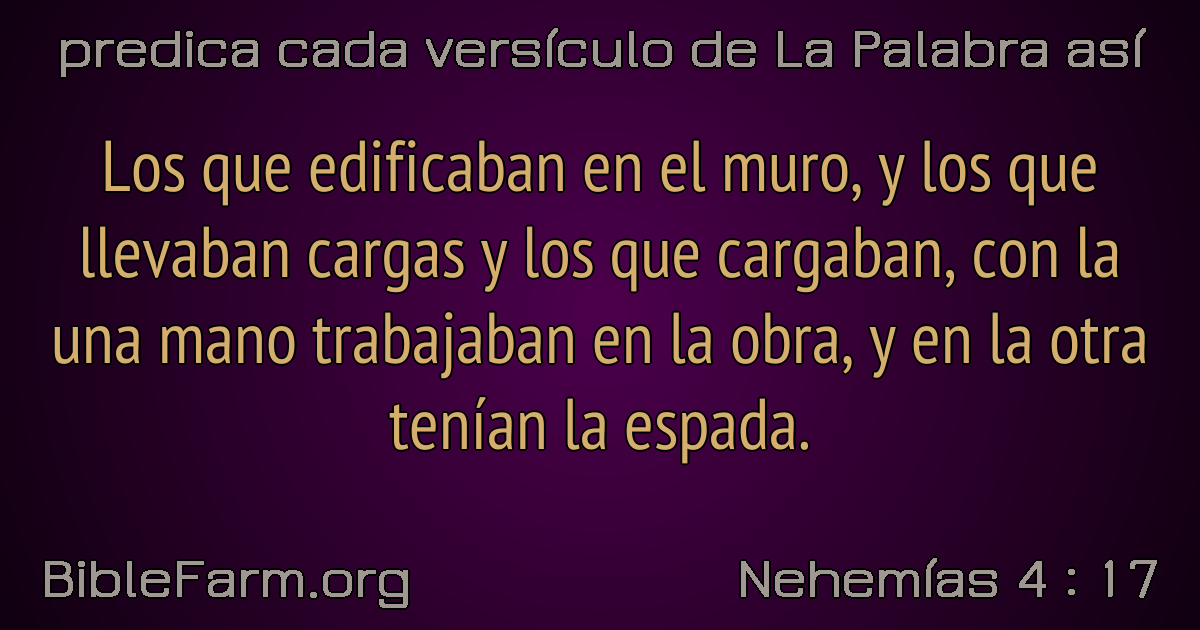 predica cada versículo de La Palabra así
Los que edificaban en el muro, y los que
llevaban cargas y los que cargaban, con la
una mano trabajaban en la obra, y en la otra
tenían la espada.
BibleFarm.org
Nehemías 4 : 17